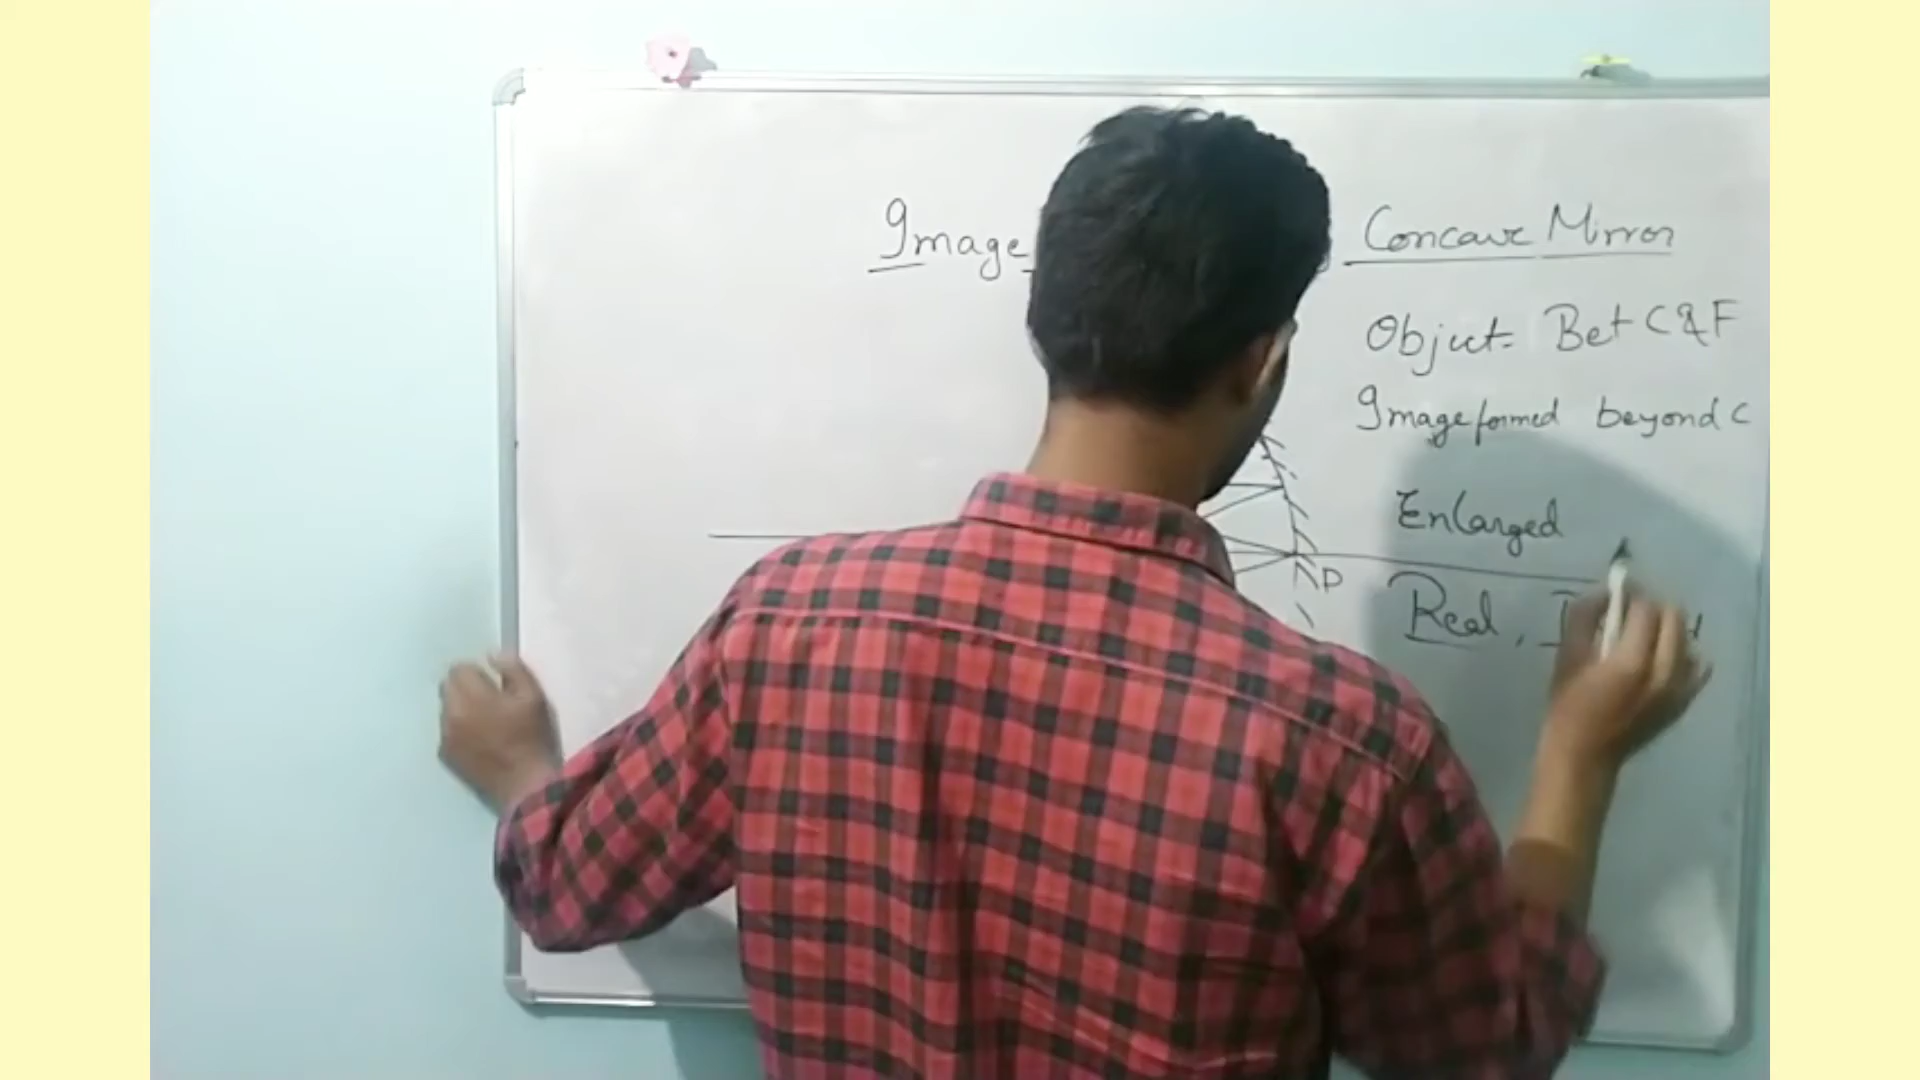 Image Concave Mirror
Object - Bet C & F
Image formed beyond C
Enlarged
P
Real,